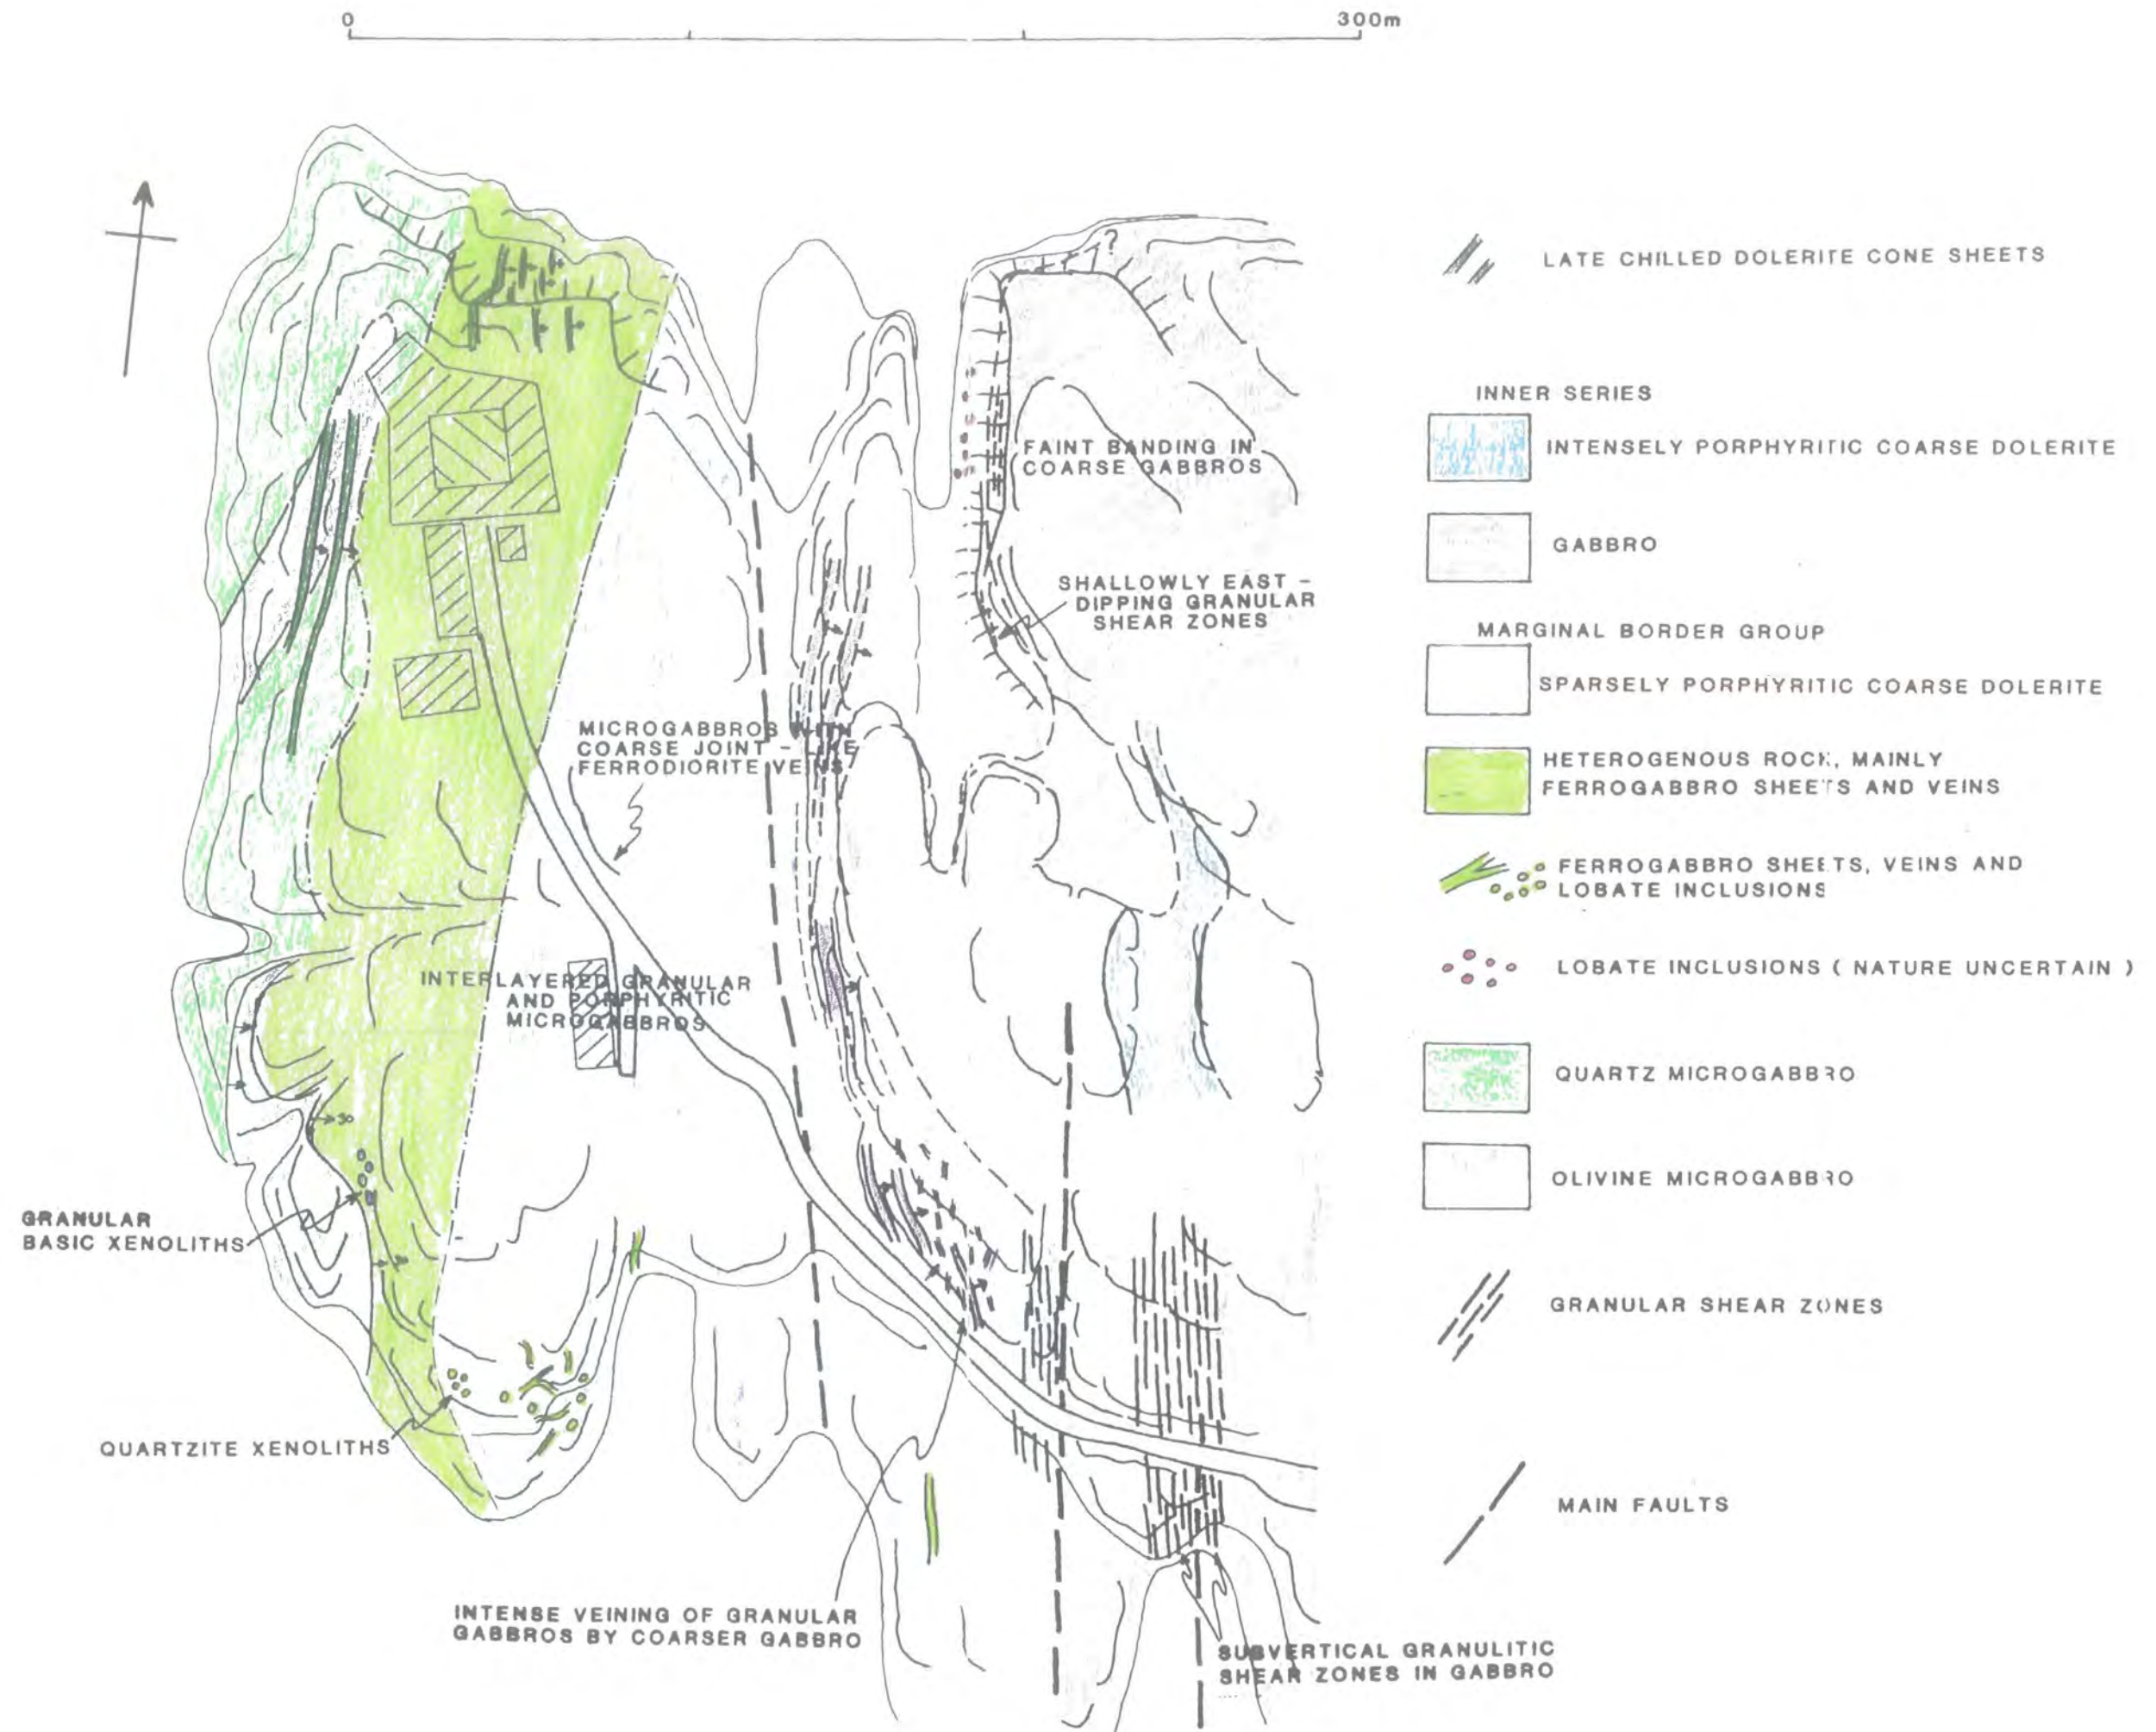 0
300m
LATE CHILLED DOLERITE CONE SHEETS
INNER SERIES
INTENSELY PORPHYRITIC COARSE DOLERITE
GABBRO
MARGINAL BORDER GROUP
SPARSELY PORPHYRITIC COARSE DOLERITE
HETEROGENOUS ROCK, MAINLY
FERROGABBRO SHEETS AND VEINS
FERROGABBRO SHEETS, VEINS AND
LOBATE INCLUSIONS
LOBATE INCLUSIONS ( NATURE UNCERTAIN )
QUARTZ MICROGABBRO
OLIVINE MICROGABBRO
GRANULAR SHEAR ZONES
MAIN FAULTS
?
FAINT BANDING IN
COARSE GABBROS
SHALLOWLY EAST -
DIPPING GRANULAR
SHEAR ZONES
MICROGABBROS WITH
COARSE JOINT - LIKE
FERRODIORITE VEINS
INTERLAYERED GRANULAR
AND PORPHYRITIC
MICROGABBROS
30
GRANULAR
BASIC XENOLITHS
QUARTZITE XENOLITHS
INTENSE VEINING OF GRANULAR
GABBROS BY COARSER GABBRO
SUBVERTICAL GRANULITIC
SHEAR ZONES IN GABBRO